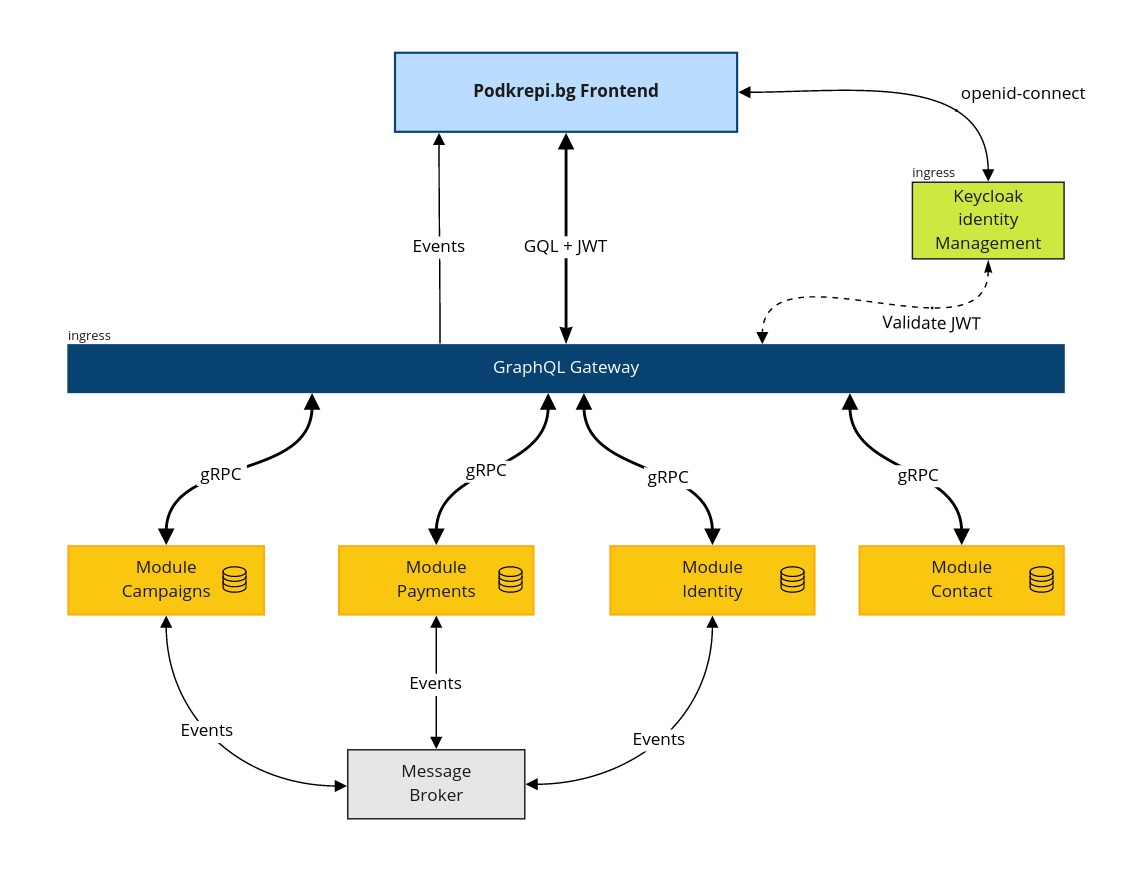 Podkrepi.bg Frontend
openid-connect
ingress
Keycloak
identity
Management
Events
GQL + JWT
Validate JWT
ingress
GraphQL Gateway
gRPC
gRPC
gRPC
gRPC
Module
Campaigns
Module
Payments
Module
Identity
Module
Contact
Events
Events
Events
Message
Broker